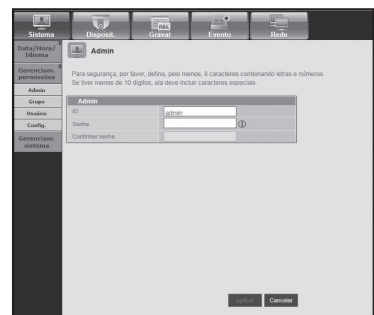 Sistema
Disposit.
REC
Gravar
Evento
Rede
Data/Hora/
Idioma
Gerenciam.
permissões
Admin
Grupo
Usuário
Config.
Gerenciam.
sistema
Admin
Para segurança, por favor, defina, pelo menos, 8 caracteres combinando letras e números.
Se tiver menos de 10 dígitos, ela deve incluir caracteres especiais.
Admin
ID
admin
Senha
Confirmar senha
Aplicar
Cancelar